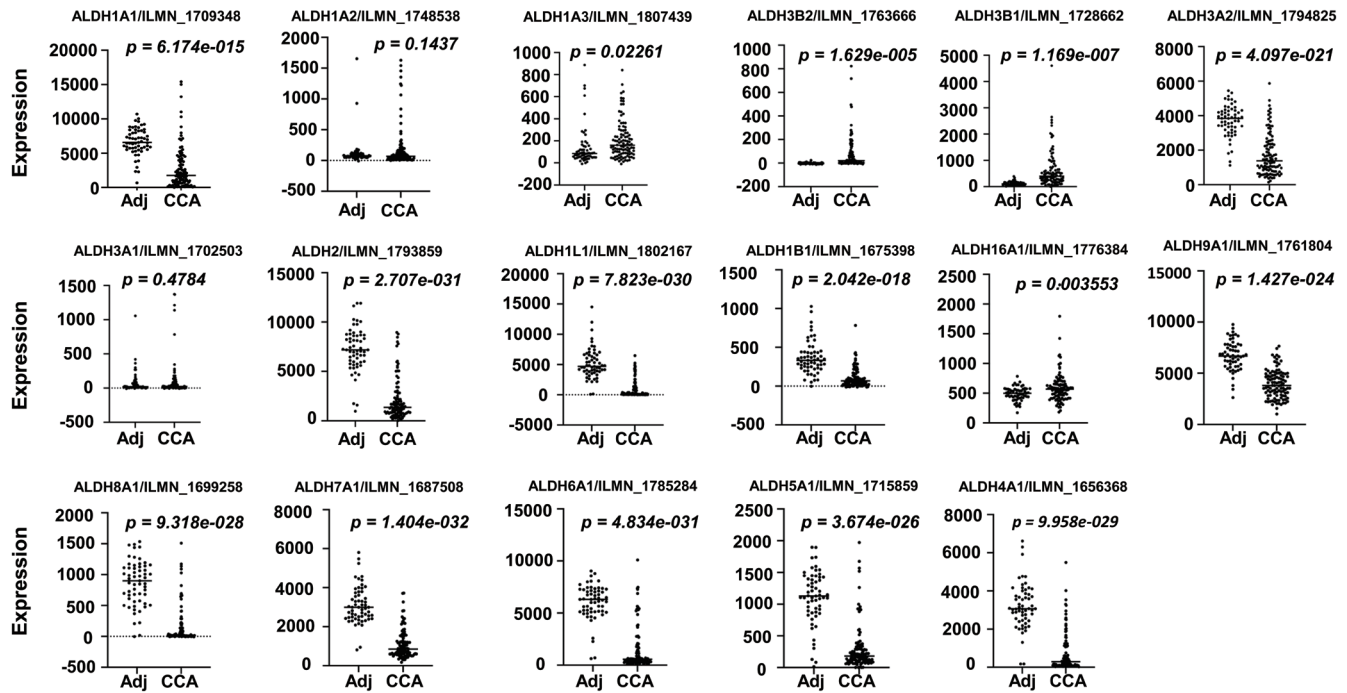 ALDH1A1/ILMN_1709348
p = 6.174e-015
Expression
20000
15000
10000
5000
0
Adj CCA
ALDH1A2/ILMN_1748538
p = 0.1437
2000
1500
1000
500
0
-500
Adj CCA
ALDH1A3/ILMN_1807439
p = 0.02261
1000
800
600
400
200
0
-200
Adj CCA
ALDH3B2/ILMN_1763666
p = 1.629e-005
1000
800
600
400
200
0
-200
Adj CCA
ALDH3B1/ILMN_1728662
p = 1.169e-007
5000
4000
3000
2000
1000
0
Adj CCA
ALDH3A2/ILMN_1794825
p = 4.097e-021
8000
6000
4000
2000
0
Adj CCA
ALDH3A1/ILMN_1702503
p = 0.4784
Expression
1500
1000
500
0
-500
Adj CCA
ALDH2/ILMN_1793859
p = 2.707e-031
15000
10000
5000
0
Adj CCA
ALDH1L1/ILMN_1802167
p = 7.823e-030
20000
15000
10000
5000
0
-5000
Adj CCA
ALDH1B1/ILMN_1675398
p = 2.042e-018
1500
1000
500
0
-500
Adj CCA
ALDH16A1/ILMN_1776384
p = 0.003553
2500
2000
1500
1000
500
0
Adj CCA
ALDH9A1/ILMN_1761804
p = 1.427e-024
15000
10000
5000
0
Adj CCA
ALDH8A1/ILMN_1699258
p = 9.318e-028
Expression
2000
1500
1000
500
0
-500
Adj CCA
ALDH7A1/ILMN_1687508
p = 1.404e-032
8000
6000
4000
2000
0
Adj CCA
ALDH6A1/ILMN_1785284
p = 4.834e-031
15000
10000
5000
0
Adj CCA
ALDH5A1/ILMN_1715859
p = 3.674e-026
2500
2000
1500
1000
500
0
Adj CCA
ALDH4A1/ILMN_1656368
p = 9.958e-029
8000
6000
4000
2000
0
Adj CCA